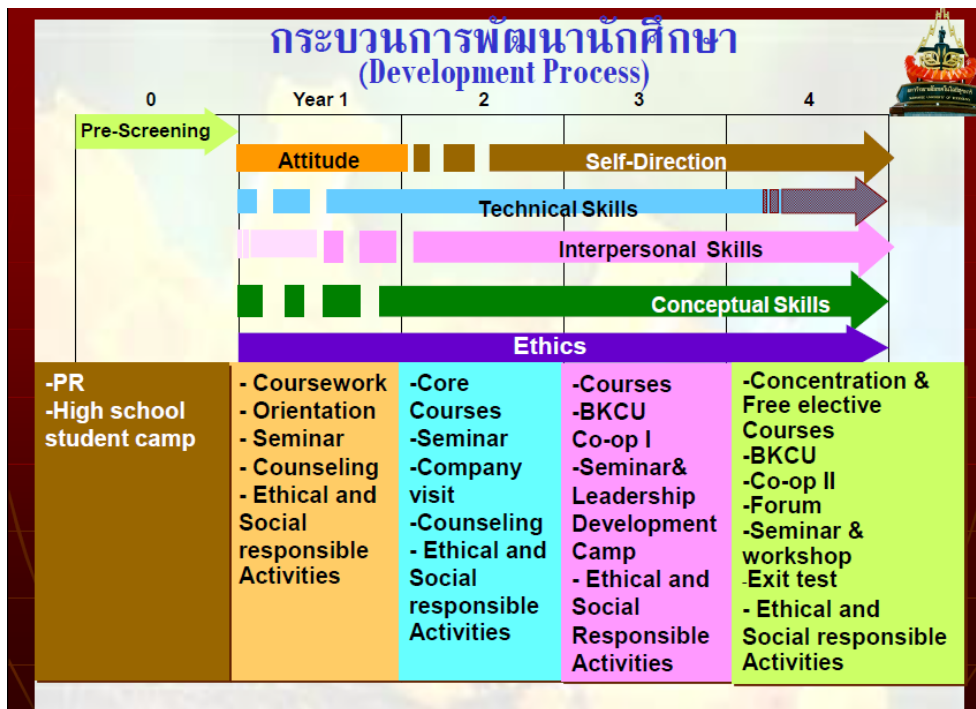 กระบวนการพัฒนานักศึกษา
(Development Process)
0
Year 1
2
3
4
Pre-Screening
Attitude
Self-Direction
Technical Skills
Interpersonal Skills
Conceptual Skills
Ethics
-PR
-High school
student camp
- Coursework
- Orientation
- Seminar
- Counseling
- Ethical and
Social
responsible
Activities
-Core
Courses
-Seminar
-Company
visit
-Counseling
- Ethical and
Social
responsible
Activities
-Courses
-BKCU
Co-op I
-Seminar&
Leadership
Development
Camp
- Ethical and
Social
Responsible
Activities
-Concentration &
Free elective
Courses
-BKCU
-Co-op II
-Forum
-Seminar &
workshop
-Exit test
- Ethical and
Social responsible
Activities